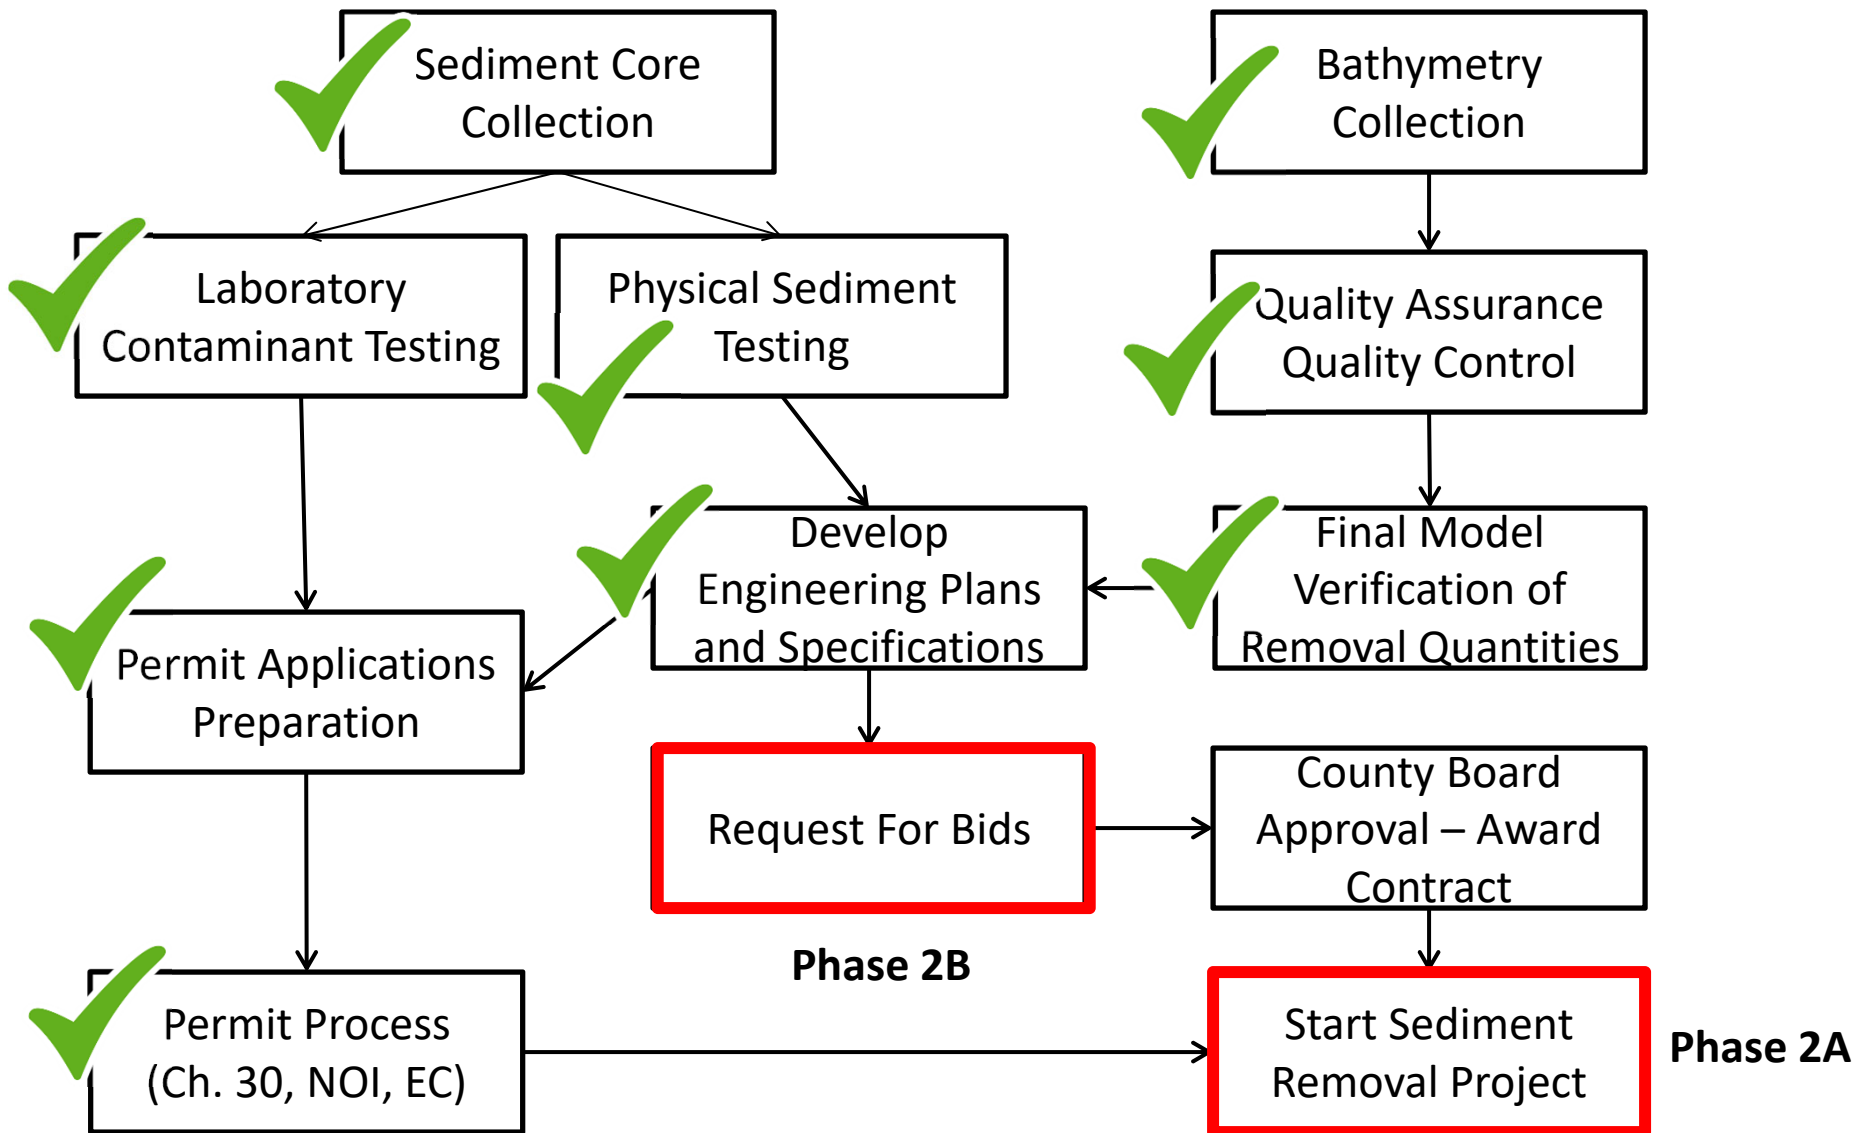 Sediment Core
Collection
Bathymetry
Collection
Laboratory
Contaminant Testing
Physical Sediment
Testing
Quality Assurance
Quality Control
Develop
Engineering Plans
and Specifications
Final Model
Verification of
Removal Quantities
Permit Applications
Preparation
Request For Bids
County Board
Approval – Award
Contract
Phase 2B
Permit Process
(Ch. 30, NOI, EC)
Start Sediment
Removal Project
Phase 2A